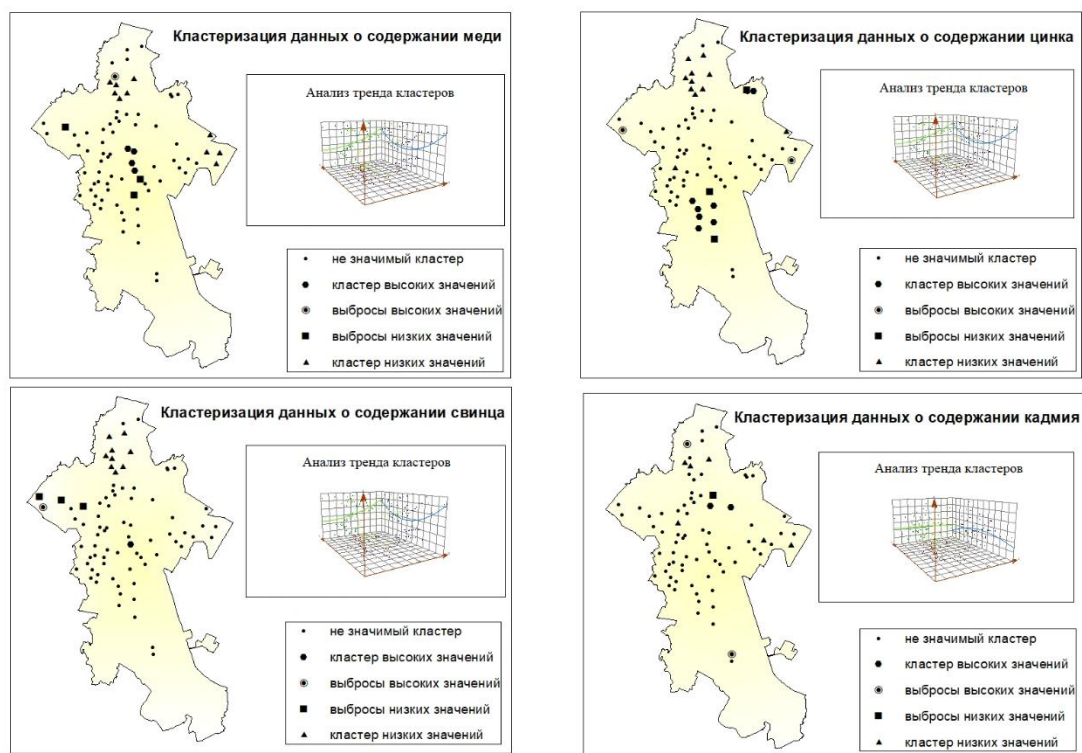 Кластеризация данных о содержании меди
Анализ тренда кластеров
не значимый кластер
кластер высоких значений
выбросы высоких значений
выбросы низких значений
кластер низких значений
Кластеризация данных о содержании цинка
Анализ тренда кластеров
не значимый кластер
кластер высоких значений
выбросы высоких значений
выбросы низких значений
кластер низких значений
Кластеризация данных о содержании свинца
Анализ тренда кластеров
не значимый кластер
кластер высоких значений
выбросы высоких значений
выбросы низких значений
кластер низких значений
Кластеризация данных о содержании кадмия
Анализ тренда кластеров
не значимый кластер
кластер высоких значений
выбросы высоких значений
выбросы низких значений
кластер низких значений